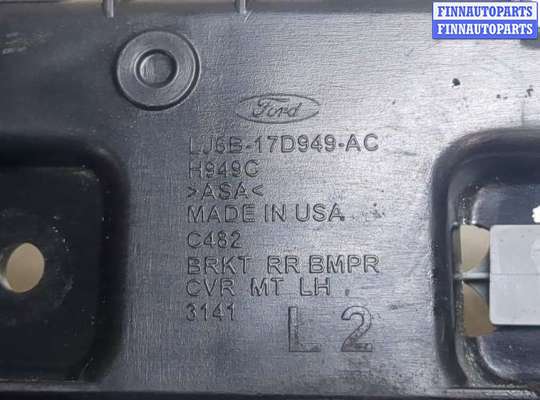 FINNAUTOPARTS
FINNAUTOPARTS
Ford
LJ6B-17D949-AC
H949C
>ASA<
MADE IN USA
C482
BRKT RR BMPR
CVR MT LH
3141
L 2